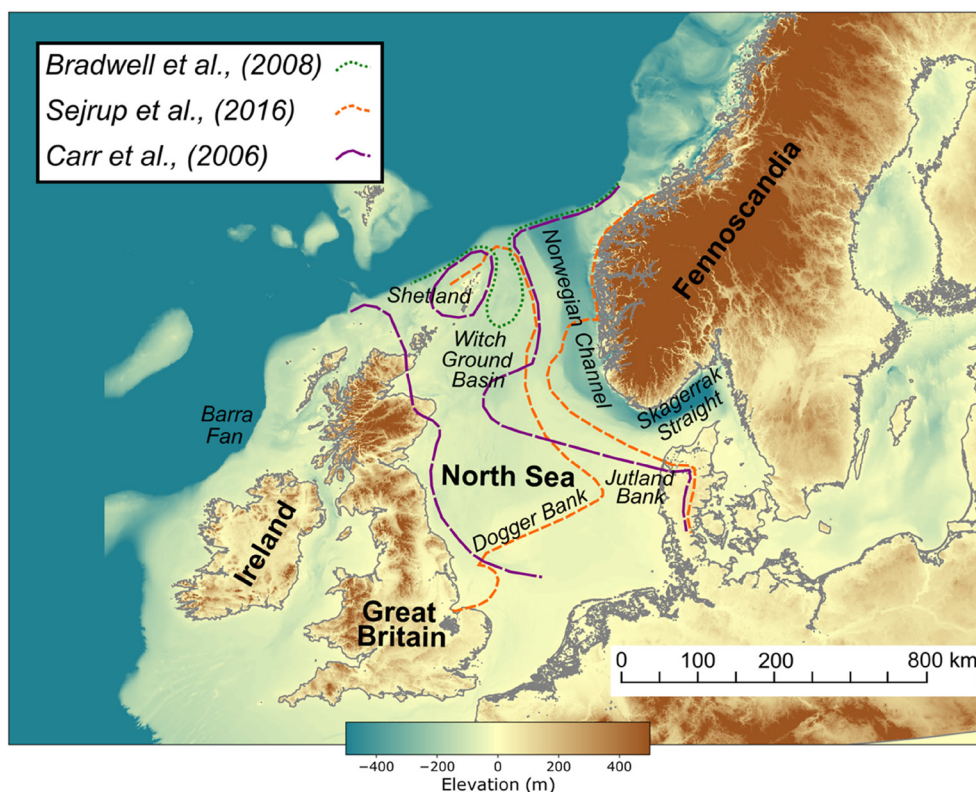 Bradwell et al., (2008)
Sejrup et al., (2016)
Carr et al., (2006)
Fennoscandia
Norwegian Channel
Shetland
Witch
Ground
Basin
Skagerrak
Straight
Barra
Fan
North Sea
Jutland
Bank
Dogger Bank
Ireland
Great
Britain
0 100 200 800 km
−400 −200 0 200 400
Elevation (m)